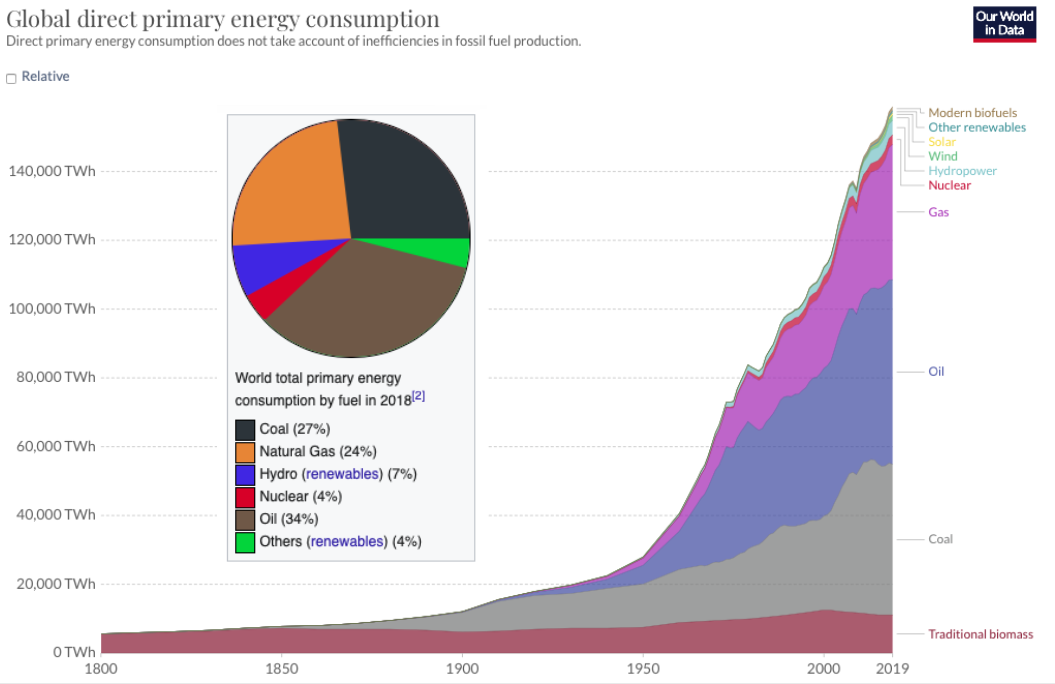 Global direct primary energy consumption
Direct primary energy consumption does not take account of inefficiencies in fossil fuel production.
Our World
in Data
Relative
140,000 TWh
120,000 TWh
100,000 TWh
80,000 TWh
60,000 TWh
40,000 TWh
20,000 TWh
0 TWh
1800
1850
1900
1950
2000
2019
World total primary energy
consumption by fuel in 2018[2]
Coal (27%)
Natural Gas (24%)
Hydro (renewables) (7%)
Nuclear (4%)
Oil (34%)
Others (renewables) (4%)
Modern biofuels
Other renewables
Solar
Wind
Hydropower
Nuclear
Gas
Oil
Coal
Traditional biomass